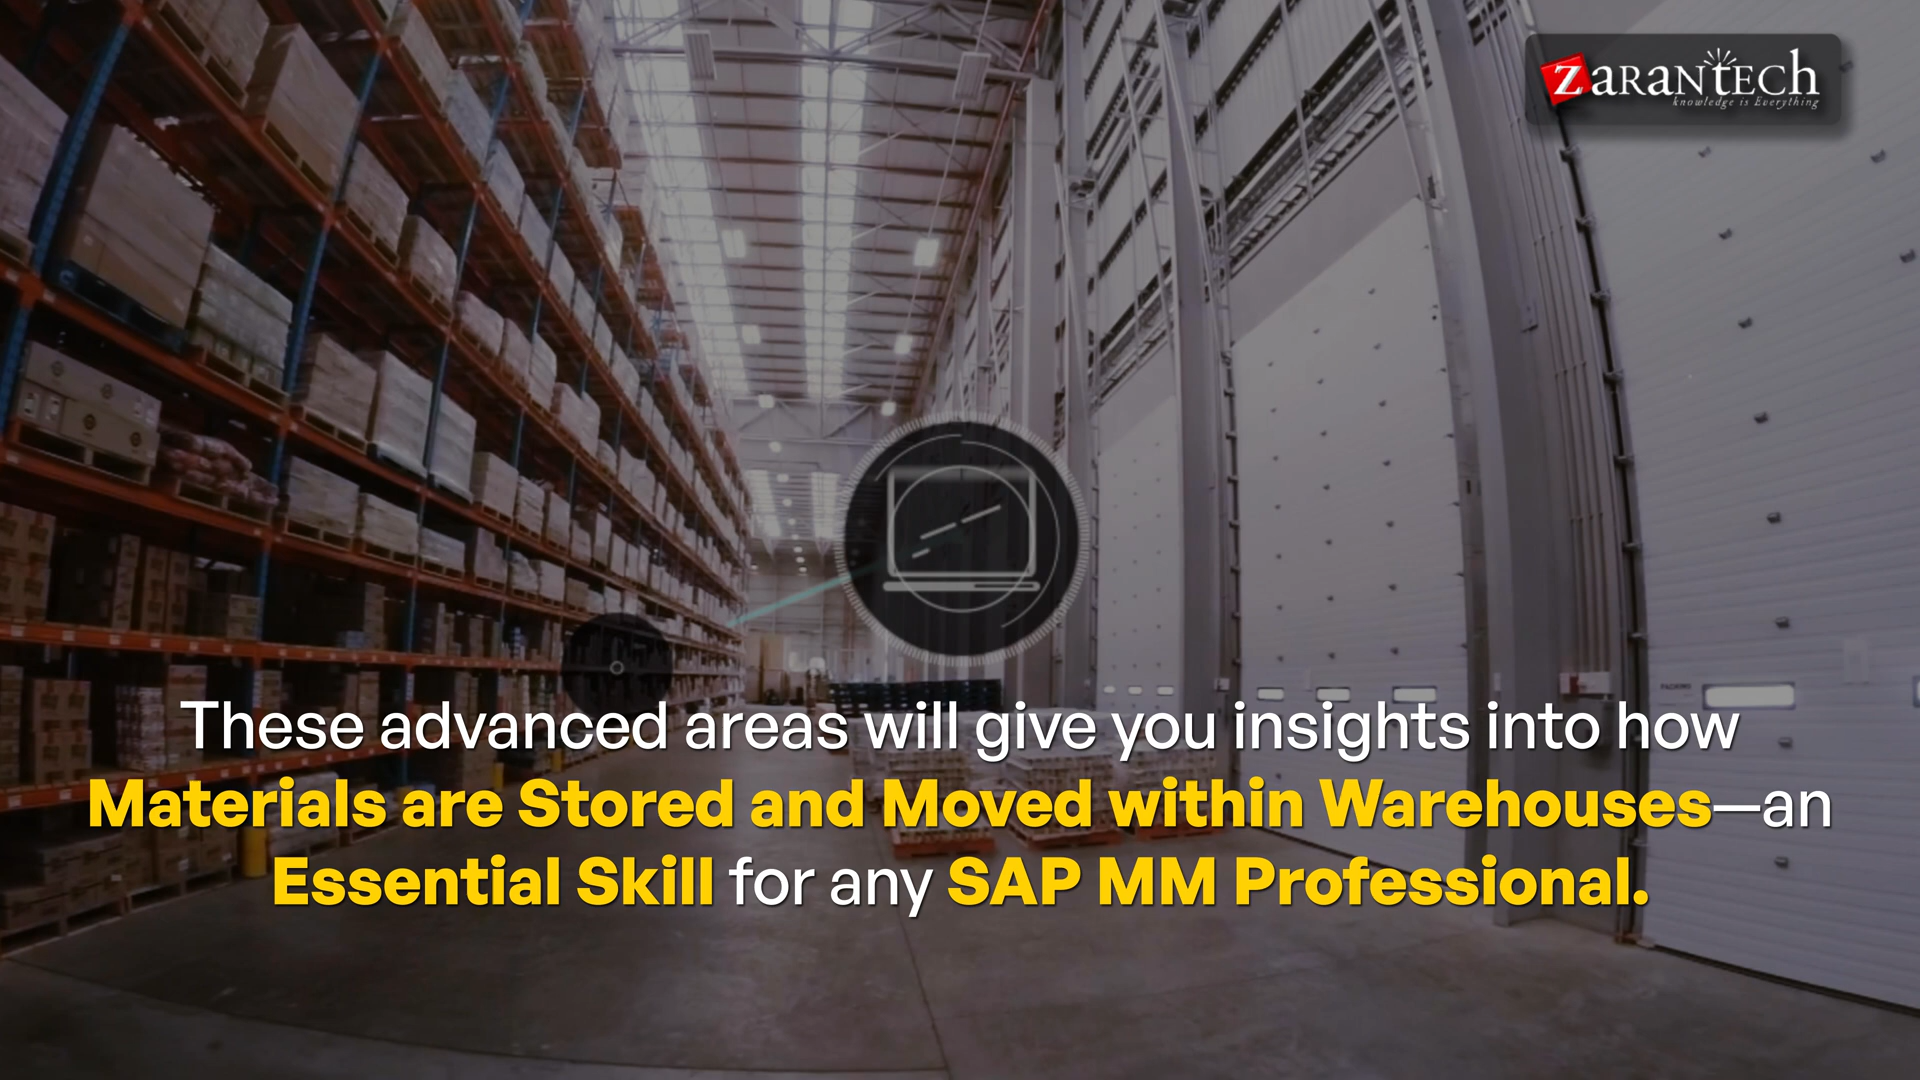 ZARANTECH
knowledge is Everything
These advanced areas will give you insights into how
Materials are Stored and Moved within Warehouses—an
Essential Skill for any SAP MM Professional.